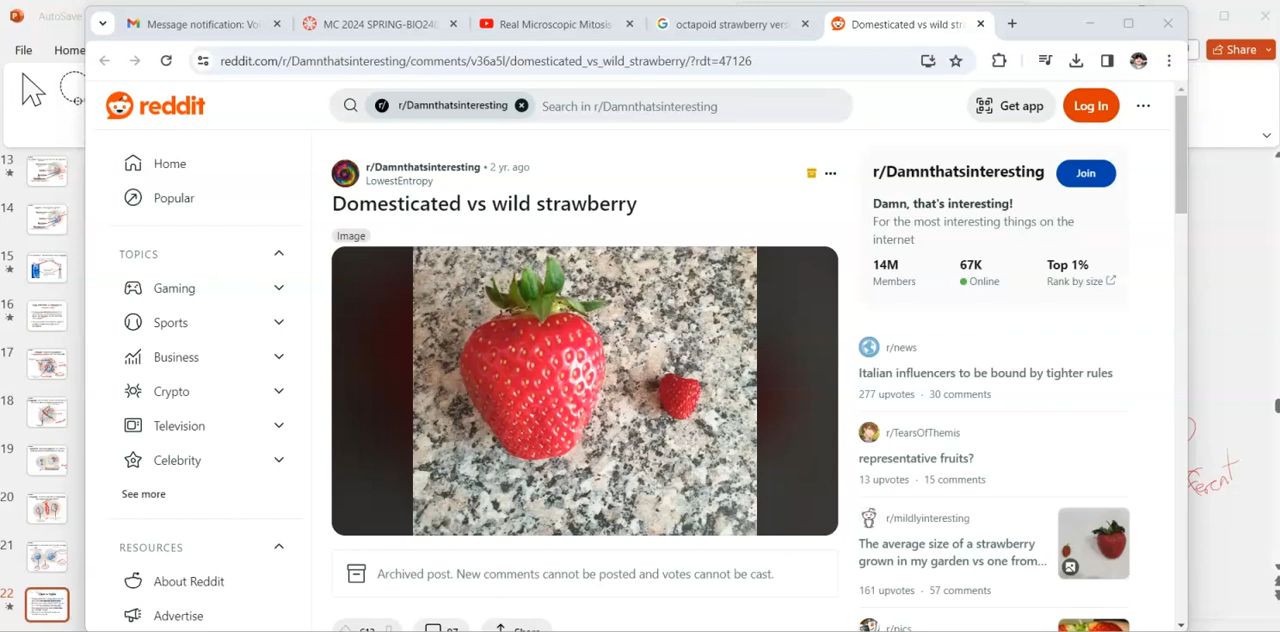 AutoSave
File
Home
Share
Message notification: Vo
MC 2024 SPRING-BIO24
Real Microscopic Mitosis
octapoid strawberry vers
Domesticated vs wild str
reddit.com/r/Damnthatsinteresting/comments/v36a5l/domesticated_vs_wild_strawberry/?rdt=47126
reddit
r/ r/Damnthatsinteresting
Search in r/Damnthatsinteresting
Get app
Log In
13
14
15
16
17
18
19
20
21
22
Home
Popular
TOPICS
Gaming
Sports
Business
Crypto
Television
Celebrity
See more
RESOURCES
About Reddit
Advertise
r/Damnthatsinteresting • 2 yr. ago
LowestEntropy
Domesticated vs wild strawberry
Image
Archived post. New comments cannot be posted and votes cannot be cast.
Share
r/Damnthatsinteresting
Join
Damn, that's interesting!
For the most interesting things on the
internet
14M
67K
Top 1%
Members
Online
Rank by size
r/news
Italian influencers to be bound by tighter rules
277 upvotes · 30 comments
r/TearsOfThemis
representative fruits?
13 upvotes · 15 comments
r/mildlyinteresting
The average size of a strawberry
grown in my garden vs one from...
161 upvotes · 57 comments
r/pics
ferent